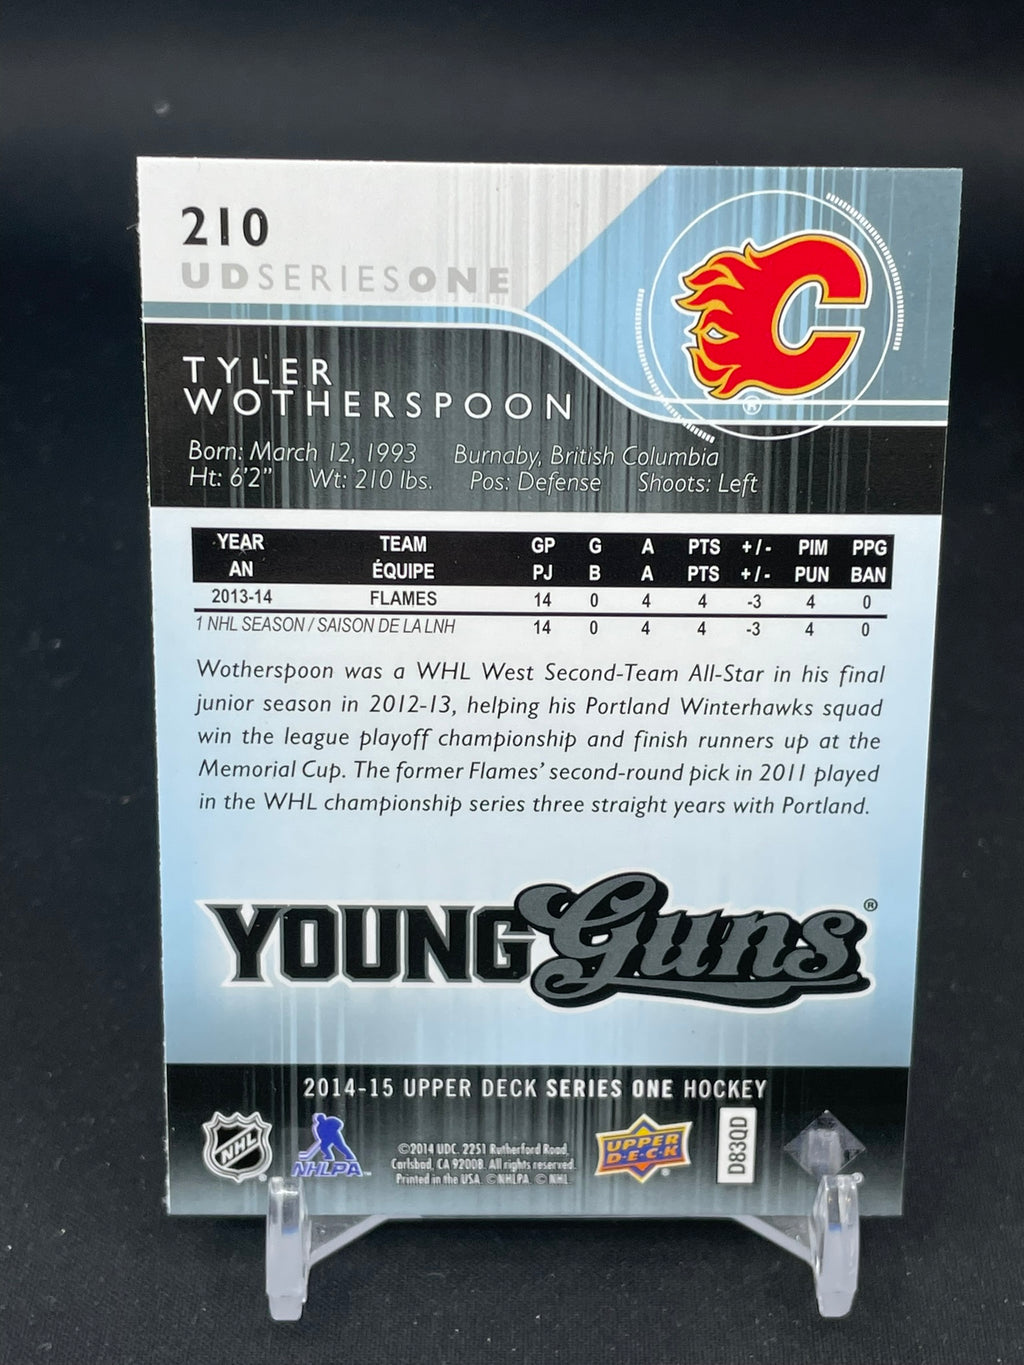 210
UD SERIES ONE
TYLER
WOTHERSPOON
Born: March 12, 1993 Burnaby, British Columbia
Ht: 6'2" Wt: 210 lbs. Pos: Defense Shoots: Left
YEAR TEAM GP G A PTS +/- PIM PPG
AN ÉQUIPE PJ B A PTS +/- PUN BAN
2013-14 FLAMES 14 0 4 4 -3 4 0
1 NHL SEASON / SAISON DE LA LNH 14 0 4 4 -3 4 0
Wotherspoon was a WHL West Second-Team All-Star in his final
junior season in 2012-13, helping his Portland Winterhawks squad
win the league playoff championship and finish runners up at the
Memorial Cup. The former Flames' second-round pick in 2011 played
in the WHL championship series three straight years with Portland.
YOUNG Guns ®
2014-15 UPPER DECK SERIES ONE HOCKEY
NHL
NHLPA
©2014 UDC. 2251 Rutherford Road,
Carlsbad, CA 92008. All rights reserved.
Printed in the USA. ©NHLPA. © NHL.
UPPER
D·E·C·K
D83QD